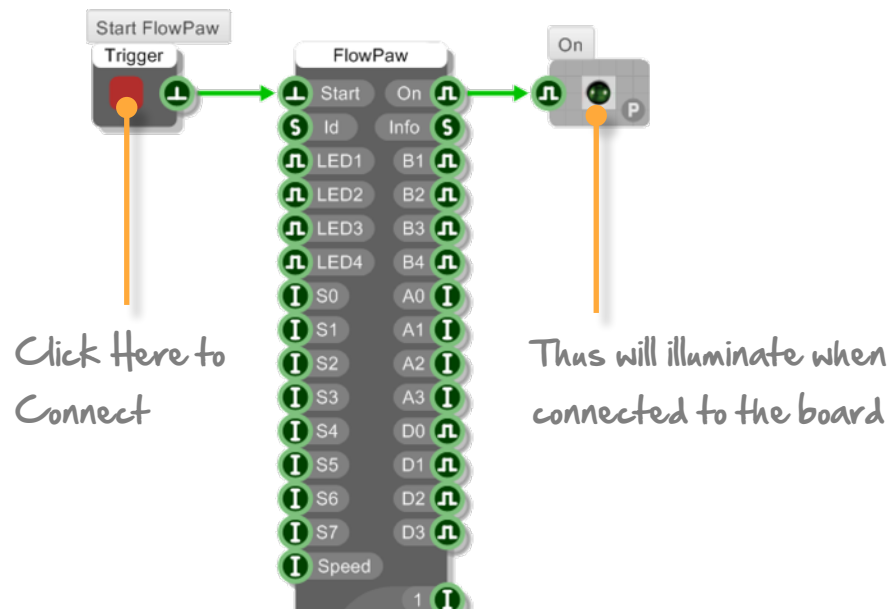 Start FlowPaw
Trigger
FlowPaw
On
Start On
S Id Info S
LED1 B1
LED2 B2
LED3 B3
LED4 B4
I S0 A0 I
I S1 A1 I
I S2 A2 I
I S3 A3 I
I S4 D0
I S5 D1
I S6 D2
I S7 D3
I Speed
1 I
P
Click Here to
Connect
Thus will illuminate when
connected to the board